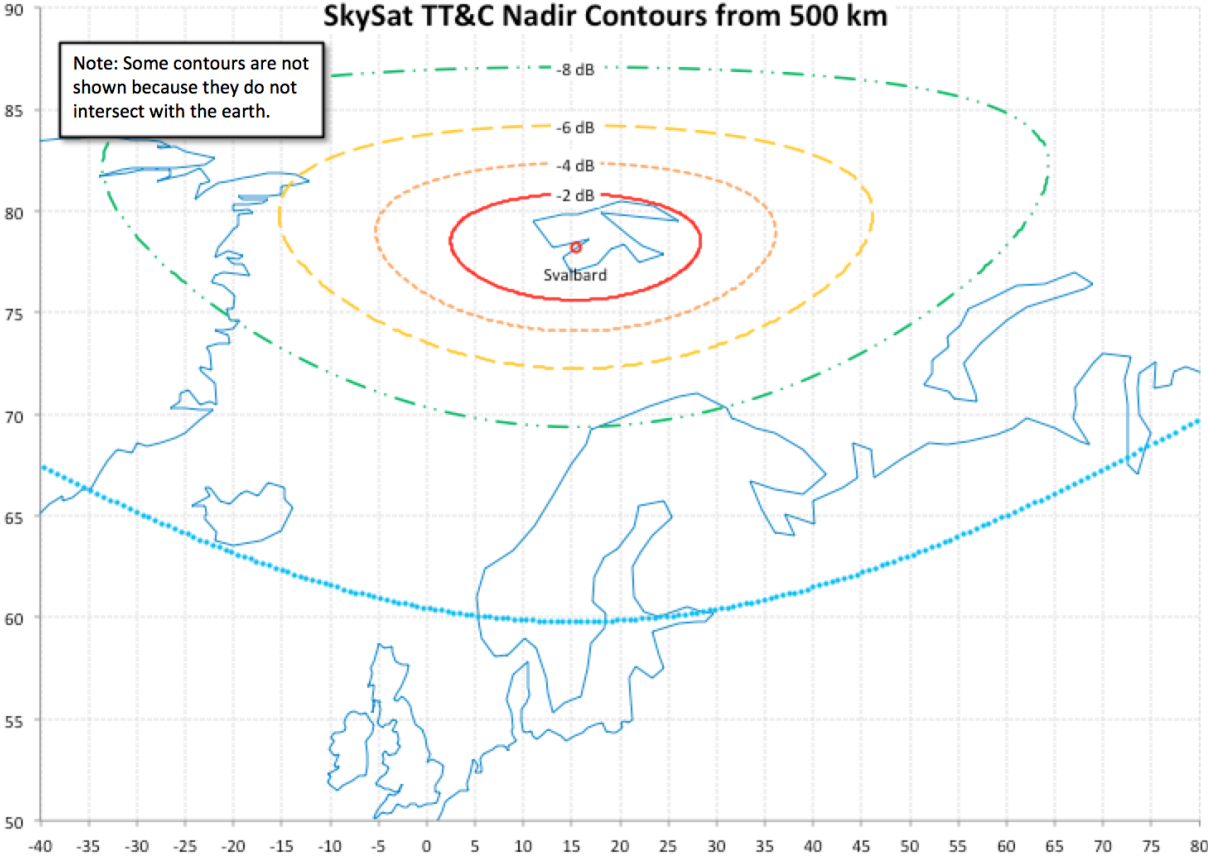 SkySat TT&C Nadir Contours from 500 km
Note: Some contours are not
shown because they do not
intersect with the earth.
-8 dB
-6 dB
-4 dB
-2 dB
Svalbard
90
85
80
75
70
65
60
55
50
-40 -35 -30 -25 -20 -15 -10 -5 0 5 10 15 20 25 30 35 40 45 50 55 60 65 70 75 80